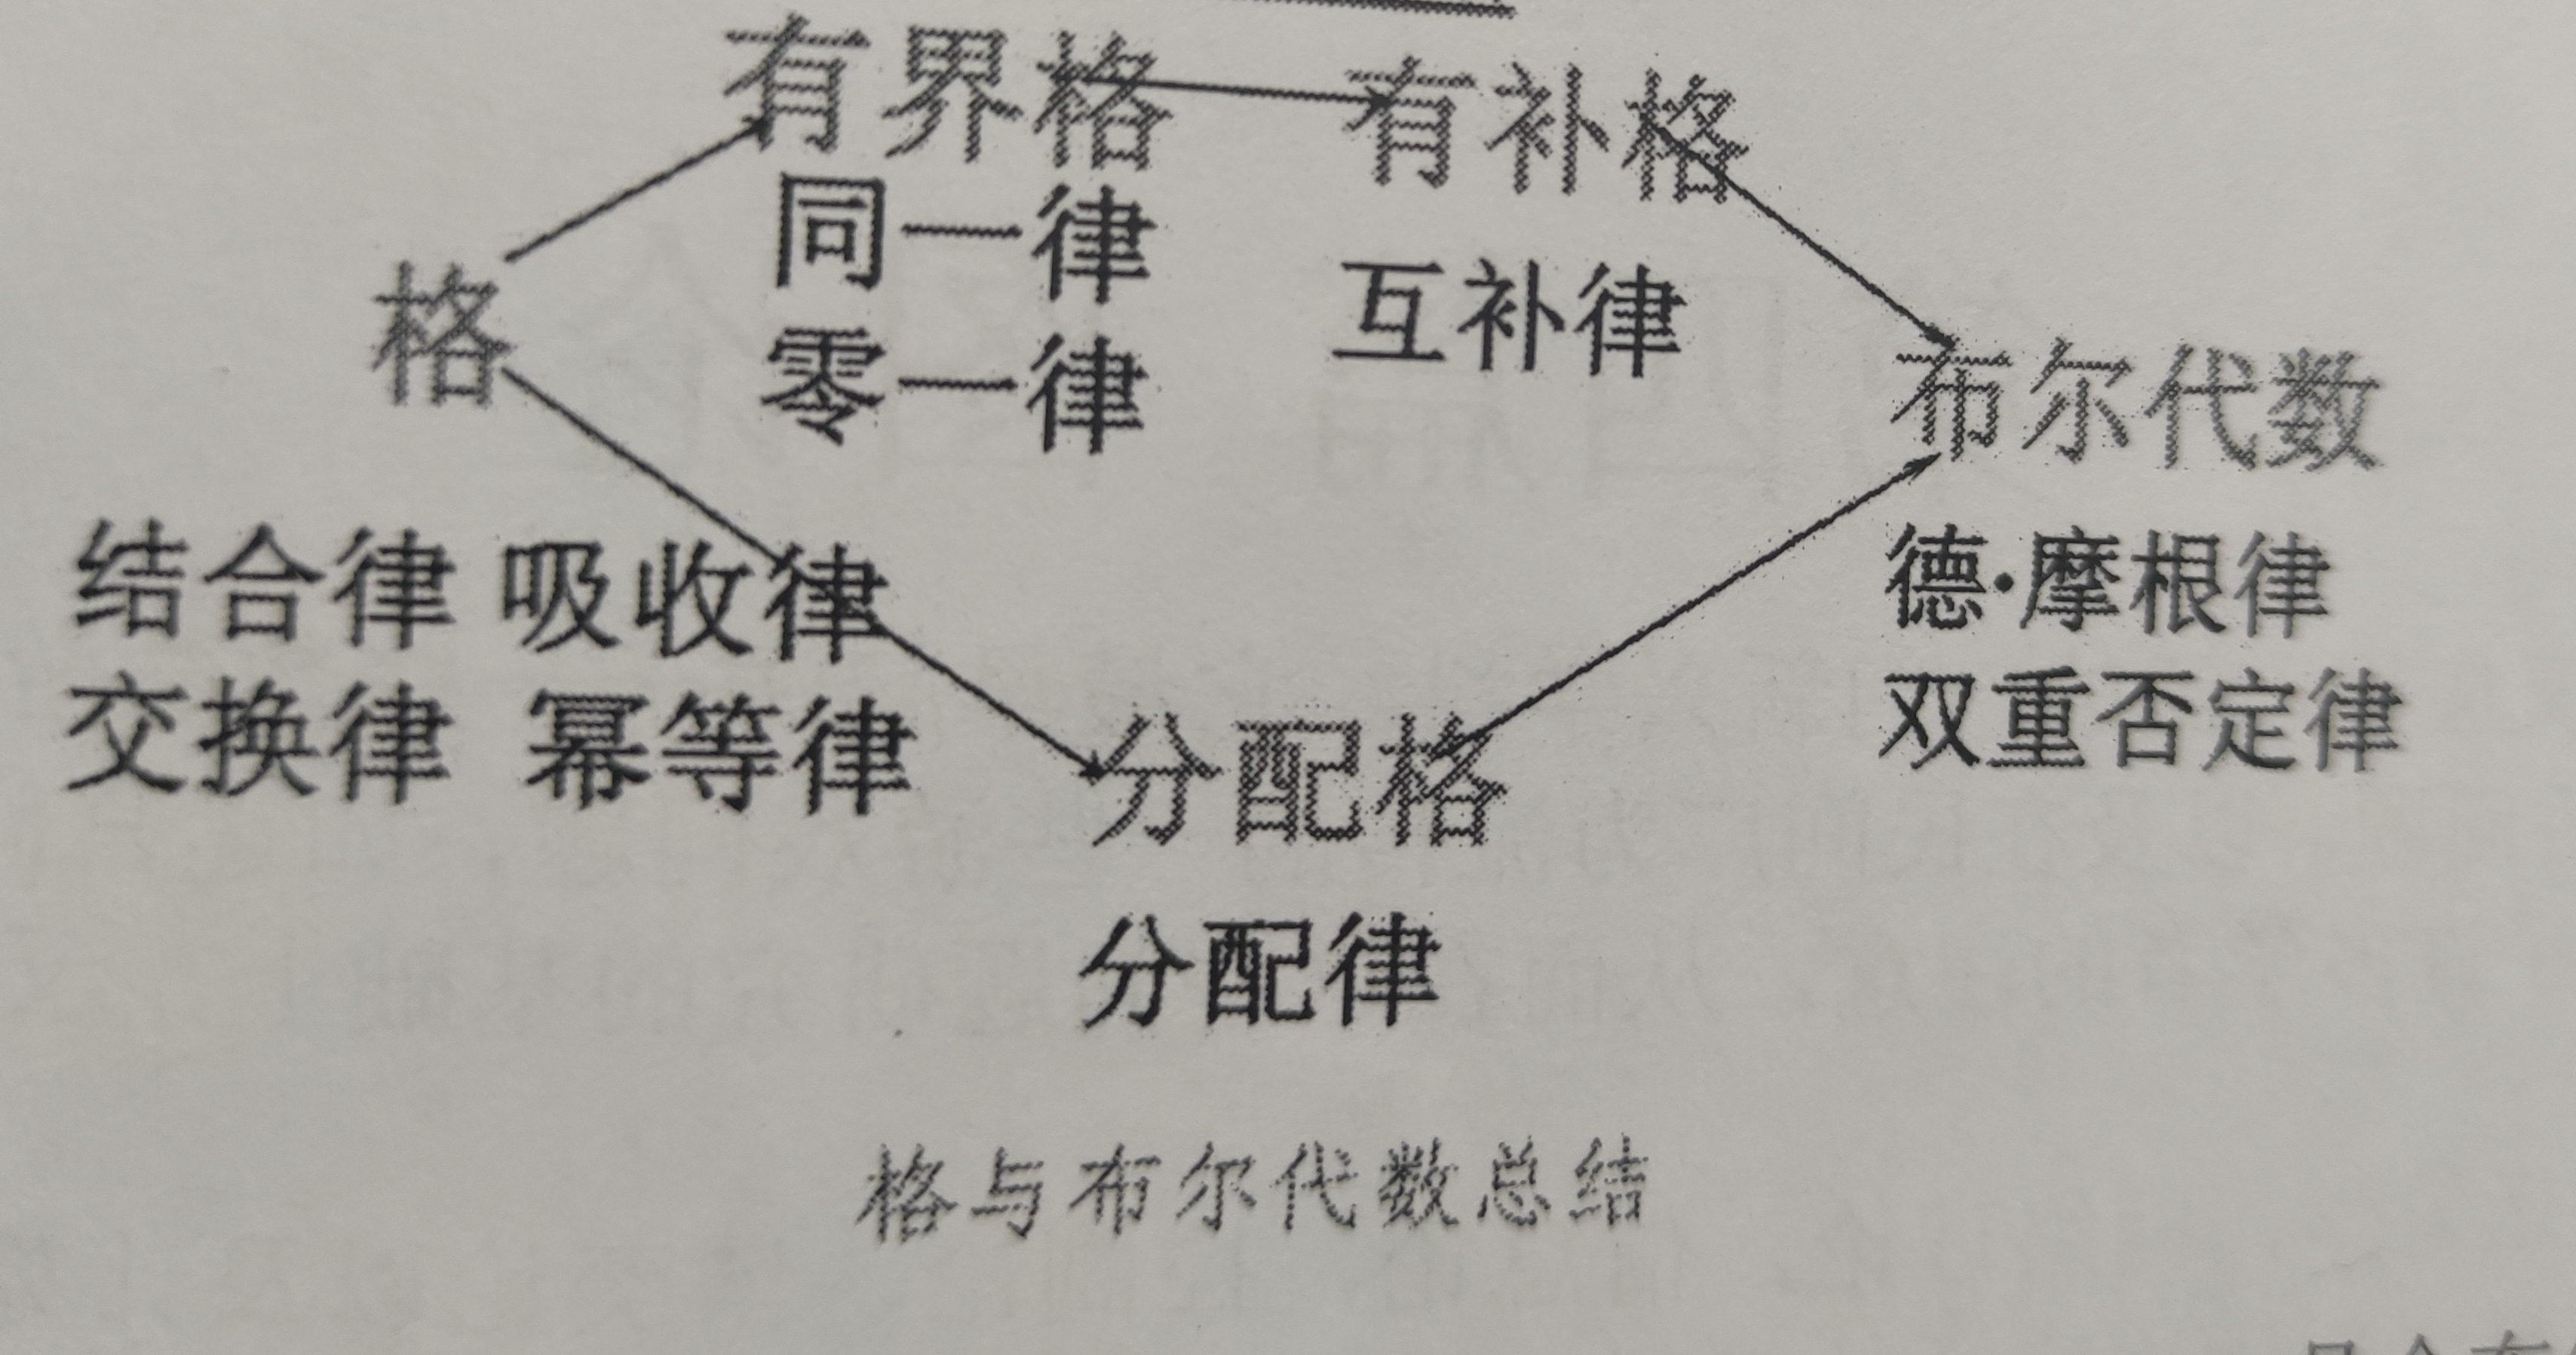 有界格
有补格
同一律
零一律
互补律
格
布尔代数
结合律 吸收律
交换律 幂等律
德·摩根律
双重否定律
分配格
分配律
格与布尔代数总结